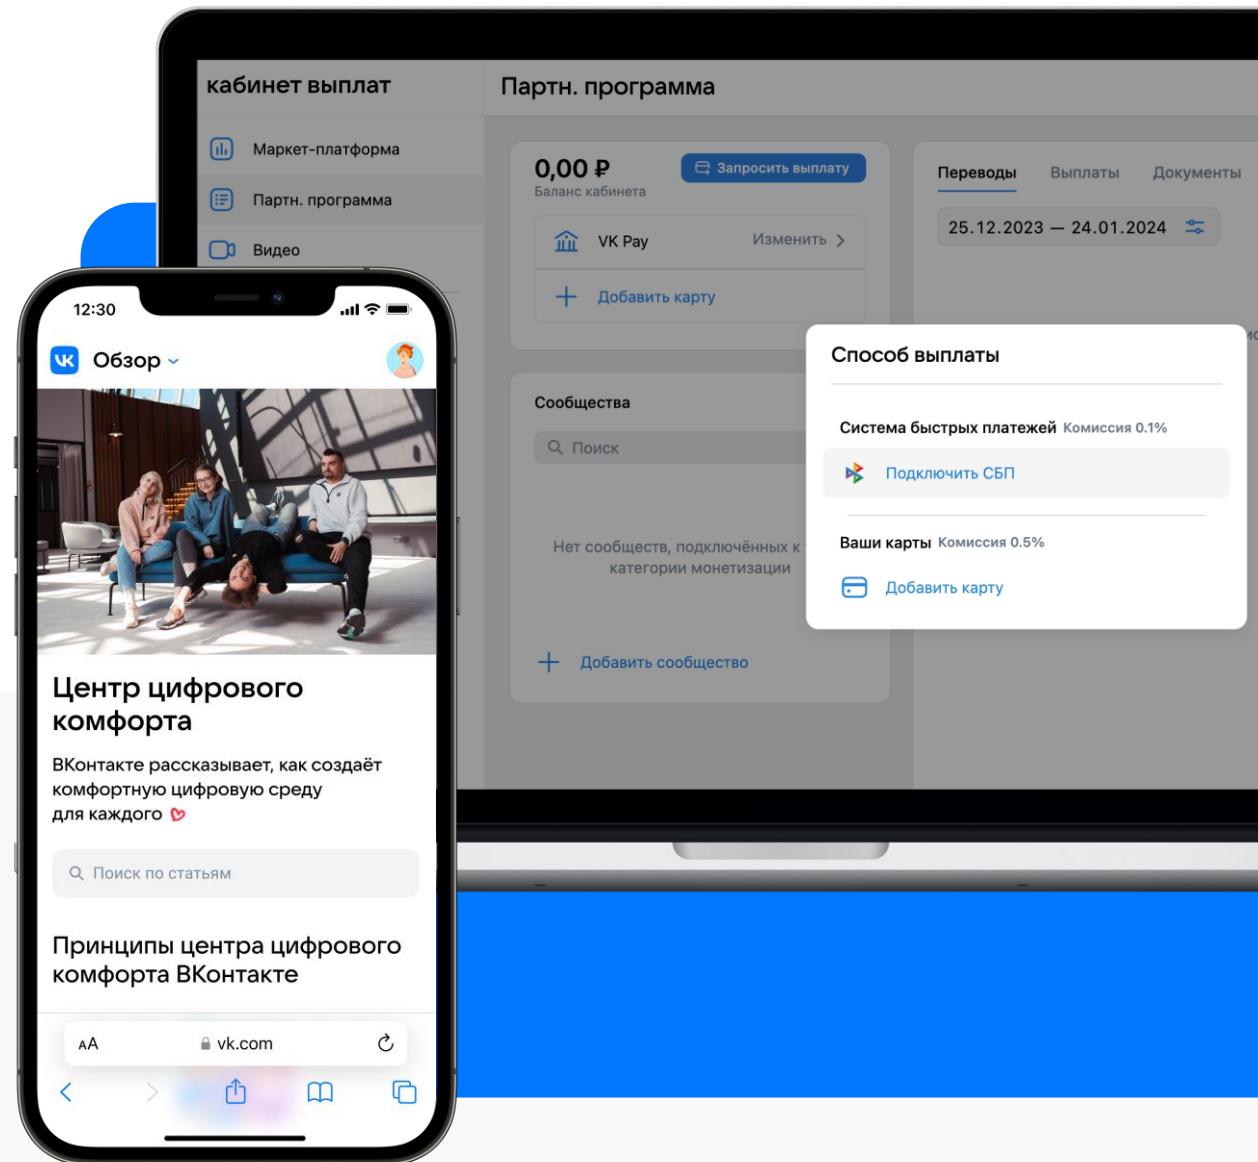 кабинет выплат
Партн. программа
Маркет-платформа
Партн. программа
Видео
0,00 ₽
Баланс кабинета
Запросить выплату
VK Pay
Изменить
Добавить карту
Переводы
Выплаты
Документы
25.12.2023 — 24.01.2024
Сообщества
Поиск
Нет сообществ, подключённых к
категории монетизации
Добавить сообщество
Способ выплаты
Система быстрых платежей Комиссия 0.1%
Подключить СБП
Ваши карты Комиссия 0.5%
Добавить карту
12:30
VK Обзор
Центр цифрового
комфорта
ВКонтакте рассказывает, как создаёт
комфортную цифровую среду
для каждого
Поиск по статьям
Принципы центра цифрового
комфорта ВКонтакте
AA
vk.com